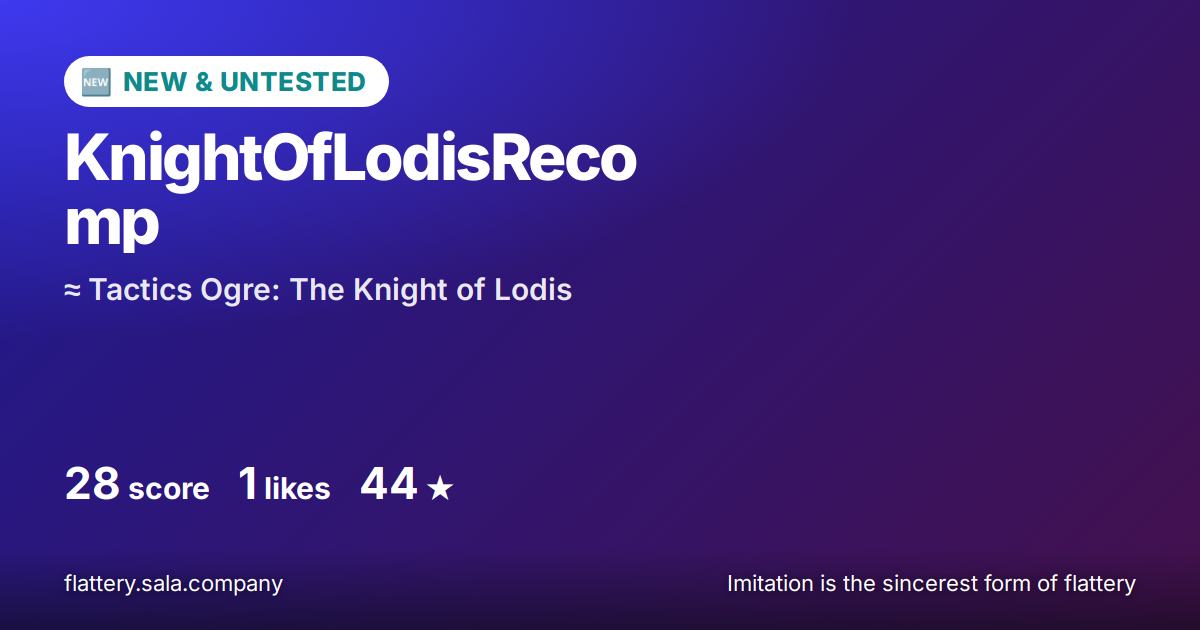 🆕 NEW & UNTESTED
KnightOfLodisReco
mp
≈ Tactics Ogre: The Knight of Lodis
28 score 1 likes 44 ★
flattery.sala.company
Imitation is the sincerest form of flattery